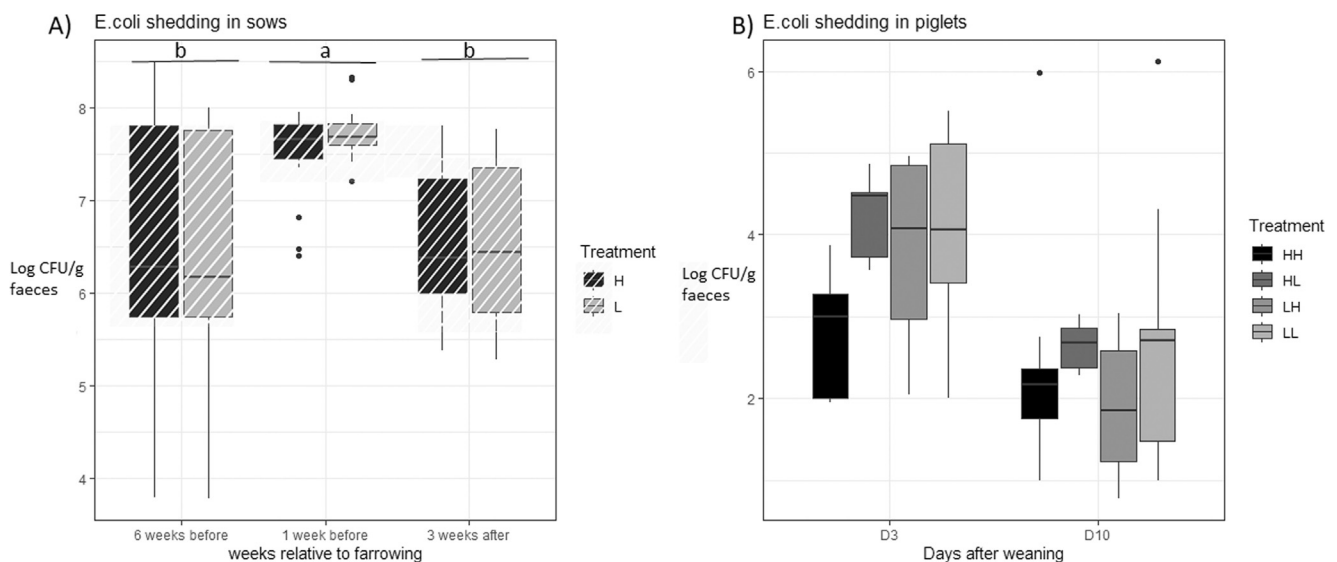 A)
E.coli shedding in sows
b
a
b
8
7
6
5
4
Log CFU/g
faeces
6 weeks before
1 week before
3 weeks after
weeks relative to farrowing
Treatment
H
L
B)
E.coli shedding in piglets
6
4
2
Log CFU/g
faeces
D3
D10
Days after weaning
Treatment
HH
HL
LH
LL